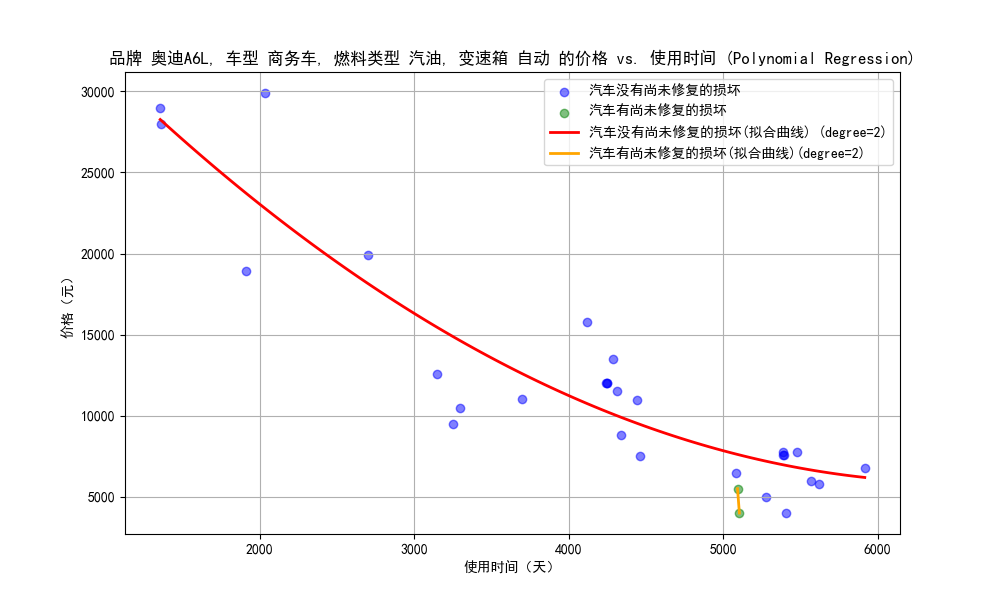 品牌 奥迪A6L, 车型 商务车, 燃料类型 汽油, 变速箱 自动 的价格 vs. 使用时间 (Polynomial Regression)
汽车没有尚未修复的损坏
汽车有尚未修复的损坏
汽车没有尚未修复的损坏(拟合曲线) (degree=2)
汽车有尚未修复的损坏(拟合曲线)(degree=2)
价格（元）
30000
25000
20000
15000
10000
5000
2000 3000 4000 5000 6000
使用时间（天）